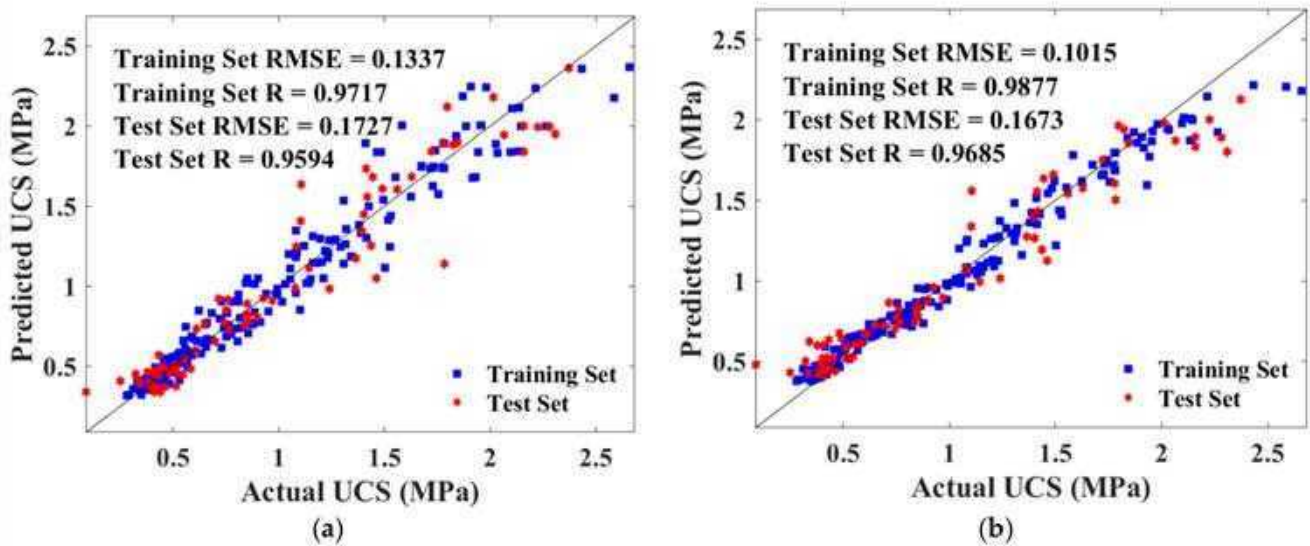 Training Set RMSE = 0.1337
Training Set R = 0.9717
Test Set RMSE = 0.1727
Test Set R = 0.9594
2.5
2
1.5
1
0.5
Predicted UCS (MPa)
Training Set
Test Set
0.5 1 1.5 2 2.5
Actual UCS (MPa)
(a)
Training Set RMSE = 0.1015
Training Set R = 0.9877
Test Set RMSE = 0.1673
Test Set R = 0.9685
2.5
2
1.5
1
0.5
Predicted UCS (MPa)
Training Set
Test Set
0.5 1 1.5 2 2.5
Actual UCS (MPa)
(b)